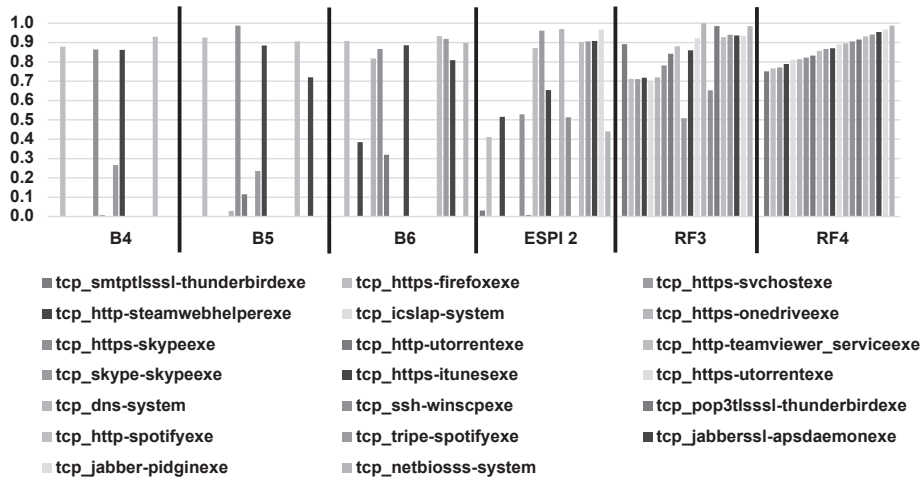 1.0
0.9
0.8
0.7
0.6
0.5
0.4
0.3
0.2
0.1
0.0
B4 B5 B6 ESPI 2 RF3 RF4
tcp_smtptlsssl-thunderbirdexe tcp_https-firefoxexe tcp_https-svchostexe
tcp_http-steamwebhelperexe tcp_icslap-system tcp_https-onedriveexe
tcp_https-skypeexe tcp_http-utorrentexe tcp_http-teamviewer_serviceexe
tcp_skype-skypeexe tcp_https-itunesexe tcp_https-utorrentexe
tcp_dns-system tcp_ssh-winscpexe tcp_pop3tlsssl-thunderbirdexe
tcp_http-spotifyexe tcp_tripe-spotifyexe tcp_jabberssl-apsdaemonexe
tcp_jabber-pidginexe tcp_netbiosss-system